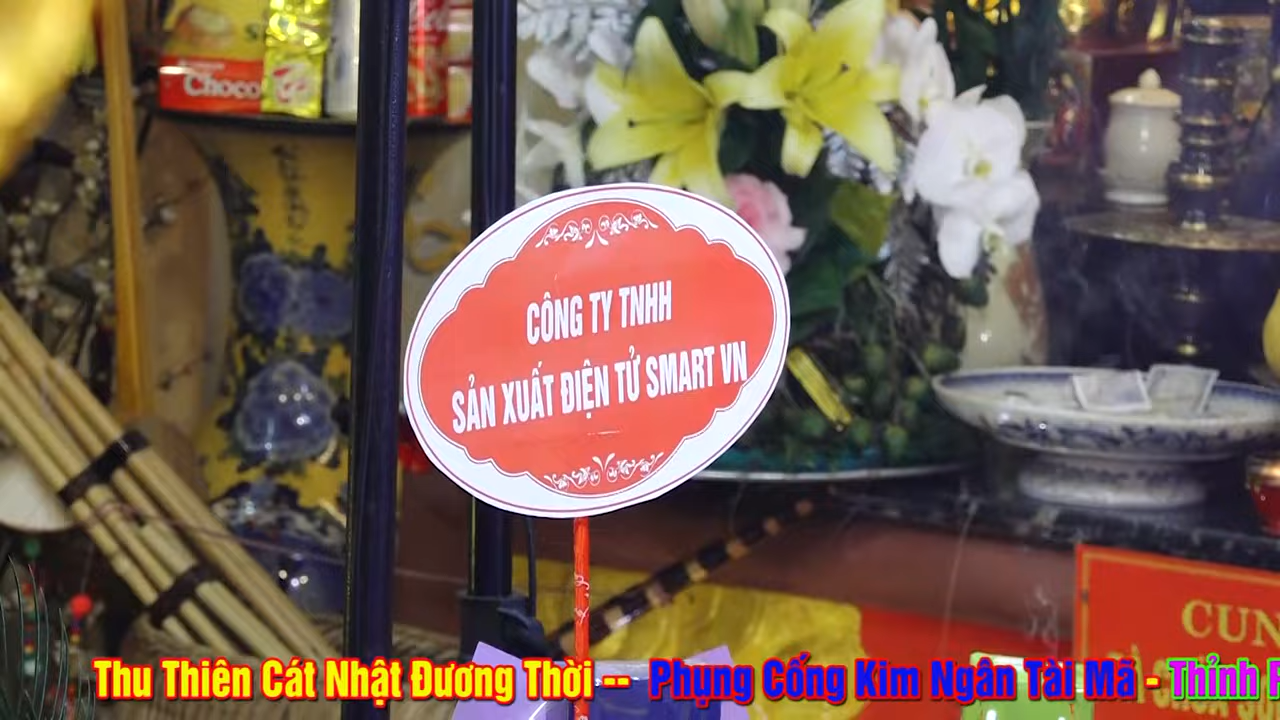 Choco
CÔNG TY TNHH
SẢN XUẤT ĐIỆN TỬ SMART VN
CUN
Thu Thiên Cát Nhật Đương Thời -- Phụng Cống Kim Ngân Tài Mã - Thỉnh